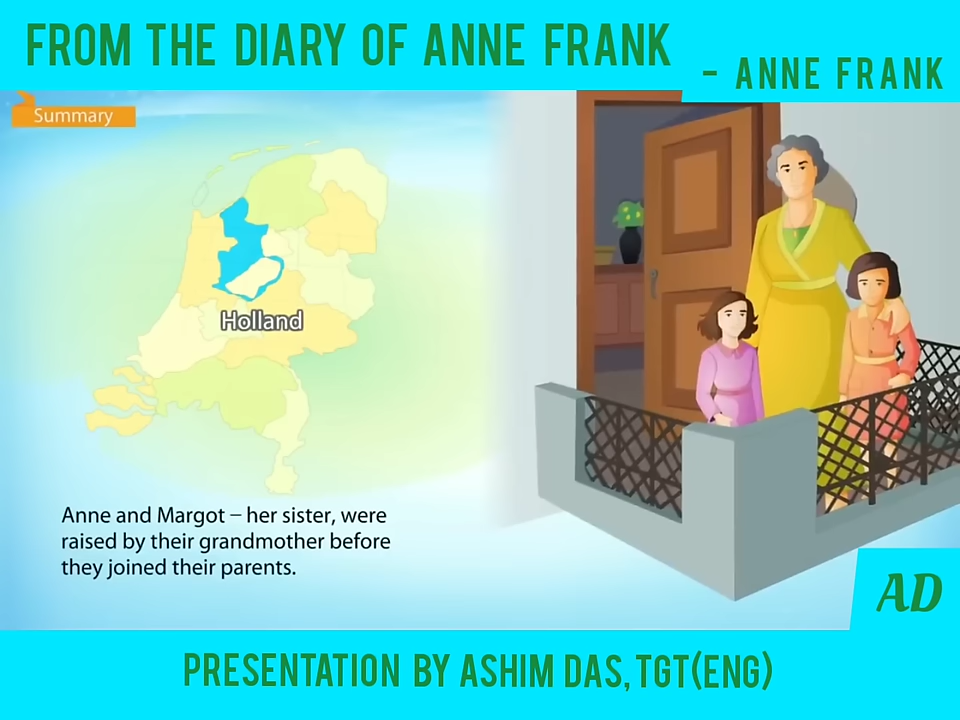 FROM THE DIARY OF ANNE FRANK
- ANNE FRANK
Summary
Holland
Anne and Margot – her sister, were
raised by their grandmother before
they joined their parents.
AD
PRESENTATION BY ASHIM DAS, TGT(ENG)